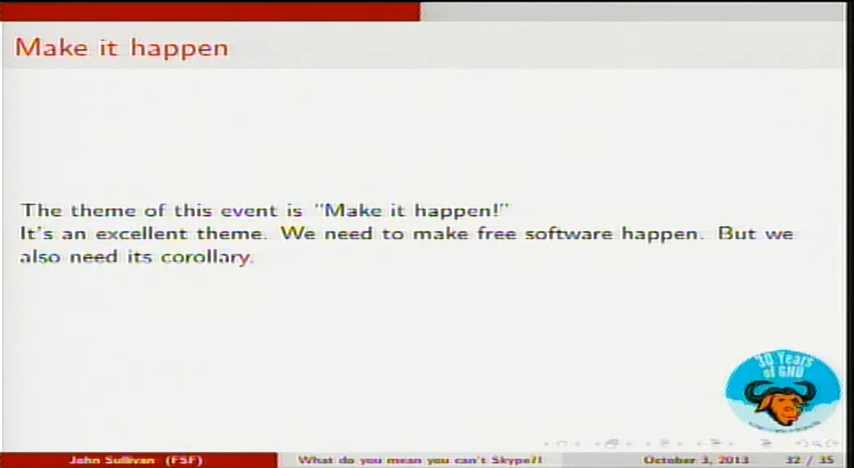 Make it happen
The theme of this event is "Make it happen!"
It's an excellent theme. We need to make free software happen. But we
also need its corollary.
30 Years
of GNU
John Sullivan (FSF)
What do you mean you can't Skype?!
October 3, 2013
32 / 35